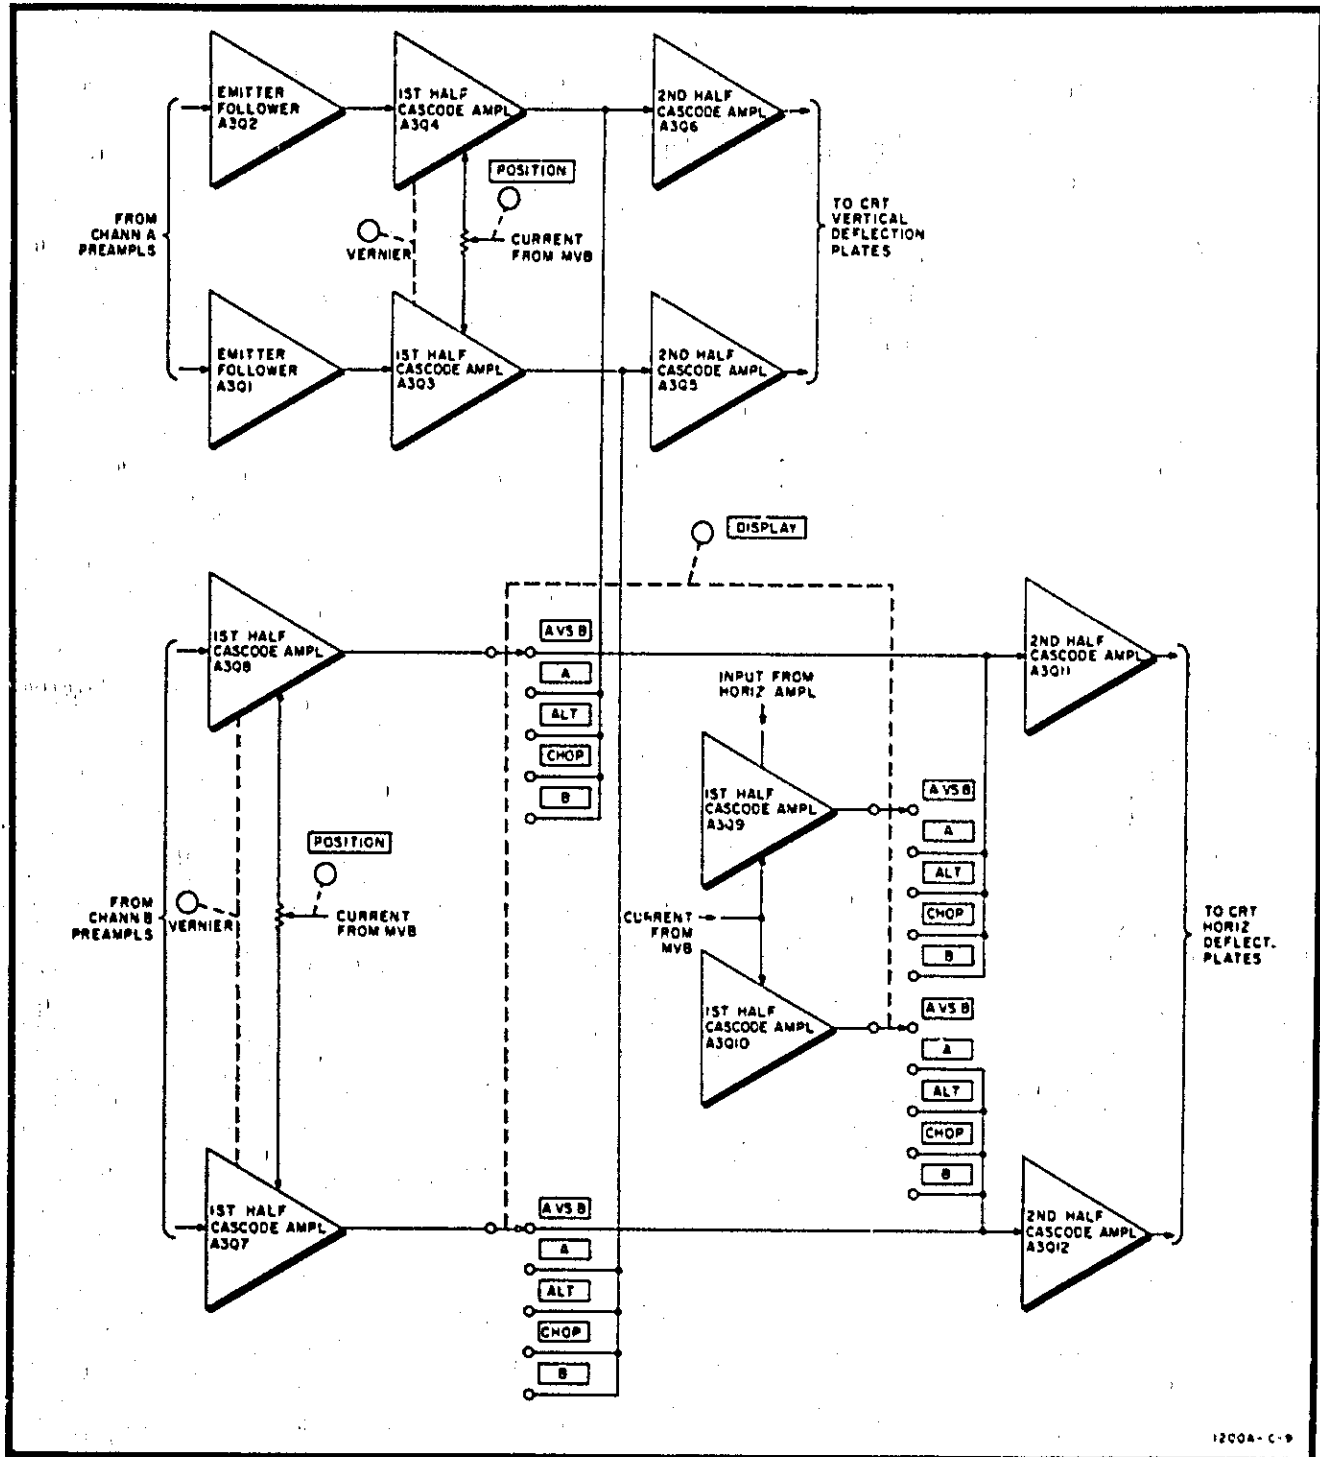 EMITTER
FOLLOWER
A3Q2
1ST HALF
CASCODE AMPL
A3Q4
2ND HALF
CASCODE AMPL
A3Q6
POSITION
FROM
CHANN A
PREAMPLS
VERNIER
CURRENT
FROM MVB
TO CRT
VERTICAL
DEFLECTION
PLATES
EMITTER
FOLLOWER
A3Q1
1ST HALF
CASCODE AMPL
A3Q3
2ND HALF
CASCODE AMPL
A3Q5
DISPLAY
1ST HALF
CASCODE AMPL
A3Q8
A VS B
A
ALT
CHOP
B
INPUT FROM
HORIZ AMPL
2ND HALF
CASCODE AMPL
A3Q11
1ST HALF
CASCODE AMPL
A3Q9
A VS B
A
ALT
CHOP
B
POSITION
FROM
CHANN B
PREAMPLS
VERNIER
CURRENT
FROM MVB
CURRENT
FROM
MVB
TO CRT
HORIZ
DEFLECT.
PLATES
1ST HALF
CASCODE AMPL
A3Q10
A VS B
A
ALT
CHOP
B
1ST HALF
CASCODE AMPL
A3Q7
A VS B
A
ALT
CHOP
B
2ND HALF
CASCODE AMPL
A3Q12
1200A-C-9